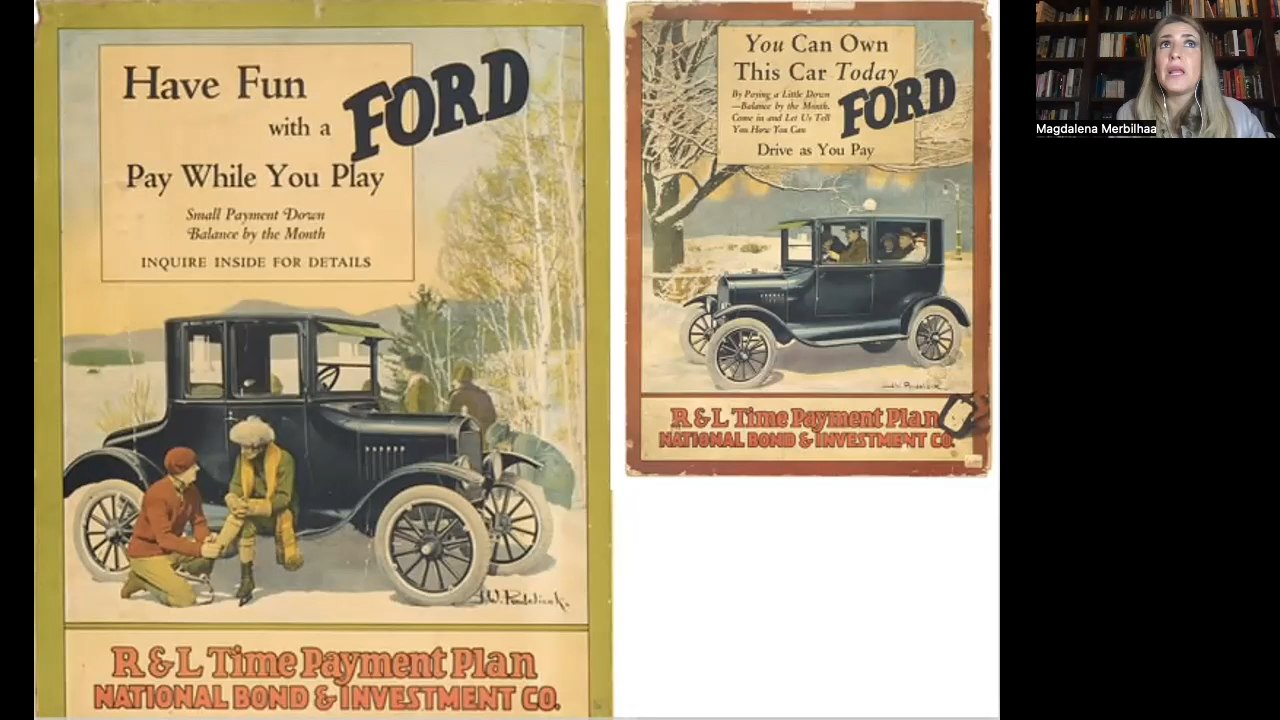 Have Fun
with a FORD
Pay While You Play
Small Payment Down
Balance by the Month
INQUIRE INSIDE FOR DETAILS
R & L Time Payment Plan
NATIONAL BOND & INVESTMENT CO.
You Can Own
This Car Today
By Paying a Little Down
—Balance by the Month.
Come in and Let Us Tell
You How You Can
FORD
Drive as You Pay
R & L Time Payment Plan
NATIONAL BOND & INVESTMENT CO.
Magdalena Merbilhaa